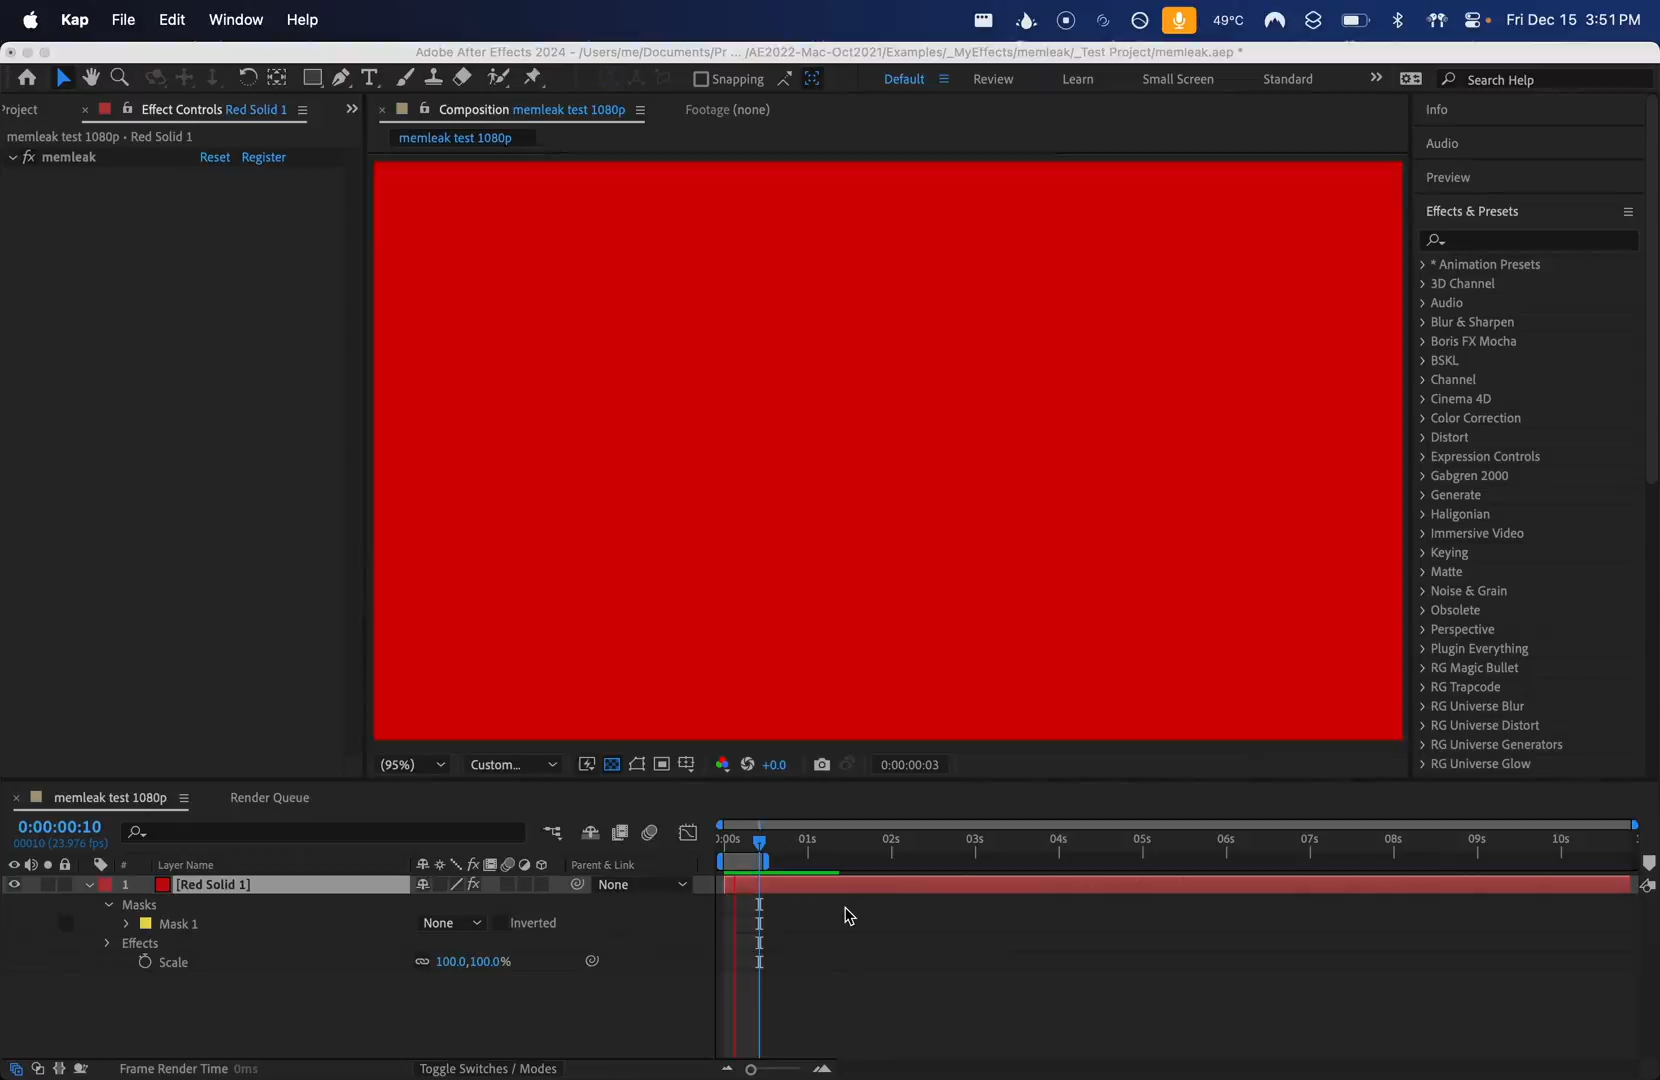 Kap File Edit Window Help 49°C Fri Dec 15 3:51 PM
Adobe After Effects 2024 - /Users/me/Documents/Pr ... /AE2022-Mac-Oct2021/Examples/_MyEffects/memleak/_Test Project/memleak.aep *
Snapping Default Review Learn Small Screen Standard Search Help
roject Effect Controls Red Solid 1 Composition memleak test 1080p Footage (none) Info
memleak test 1080p • Red Solid 1 memleak test 1080p
Audio
fx memleak Reset Register
Preview
Effects & Presets
* Animation Presets
3D Channel
Audio
Blur & Sharpen
Boris FX Mocha
BSKL
Channel
Cinema 4D
Color Correction
Distort
Expression Controls
Gabgren 2000
Generate
Haligonian
Immersive Video
Keying
Matte
Noise & Grain
Obsolete
Perspective
Plugin Everything
RG Magic Bullet
RG Trapcode
RG Universe Blur
RG Universe Distort
RG Universe Generators
RG Universe Glow
(95%) Custom... +0.0 0:00:00:03
memleak test 1080p Render Queue
0:00:00:10
00010 (23.976 fps)
:00s 01s 02s 03s 04s 05s 06s 07s 08s 09s 10s
# Layer Name fx Parent & Link
1 [Red Solid 1] fx None
Masks
Mask 1 None Inverted
Effects
Scale 100.0,100.0%
Frame Render Time 0ms Toggle Switches / Modes